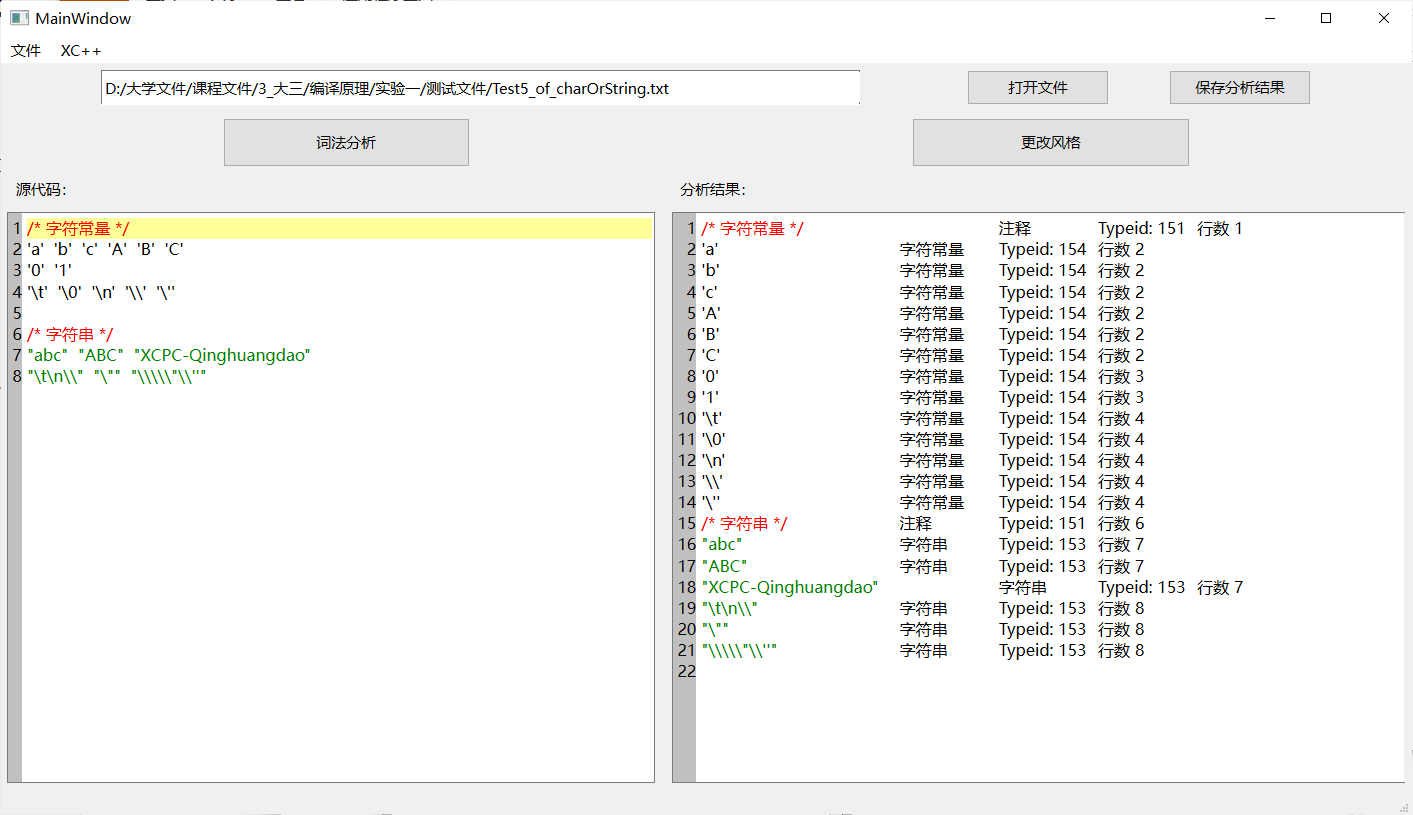 MainWindow
文件 XC++
D:/大学文件/课程文件/3_大三/编译原理/实验一/测试文件/Test5_of_charOrString.txt 打开文件 保存分析结果
词法分析 更改风格
源代码:
1 /* 字符常量 */
2 'a' 'b' 'c' 'A' 'B' 'C'
3 '0' '1'
4 '\t' '\0' '\n' '\\' '\''
5
6 /* 字符串 */
7 "abc" "ABC" "XCPC-Qinghuangdao"
8 "\t\n\\" "\"" "\\\\\"\\''"
分析结果:
1 /* 字符常量 */ 注释 Typeid: 151 行数 1
2 'a' 字符常量 Typeid: 154 行数 2
3 'b' 字符常量 Typeid: 154 行数 2
4 'c' 字符常量 Typeid: 154 行数 2
5 'A' 字符常量 Typeid: 154 行数 2
6 'B' 字符常量 Typeid: 154 行数 2
7 'C' 字符常量 Typeid: 154 行数 2
8 '0' 字符常量 Typeid: 154 行数 3
9 '1' 字符常量 Typeid: 154 行数 3
10 '\t' 字符常量 Typeid: 154 行数 4
11 '\0' 字符常量 Typeid: 154 行数 4
12 '\n' 字符常量 Typeid: 154 行数 4
13 '\\' 字符常量 Typeid: 154 行数 4
14 '\'' 字符常量 Typeid: 154 行数 4
15 /* 字符串 */ 注释 Typeid: 151 行数 6
16 "abc" 字符串 Typeid: 153 行数 7
17 "ABC" 字符串 Typeid: 153 行数 7
18 "XCPC-Qinghuangdao" 字符串 Typeid: 153 行数 7
19 "\t\n\\" 字符串 Typeid: 153 行数 8
20 "\"" 字符串 Typeid: 153 行数 8
21 "\\\\\"\\''" 字符串 Typeid: 153 行数 8
22